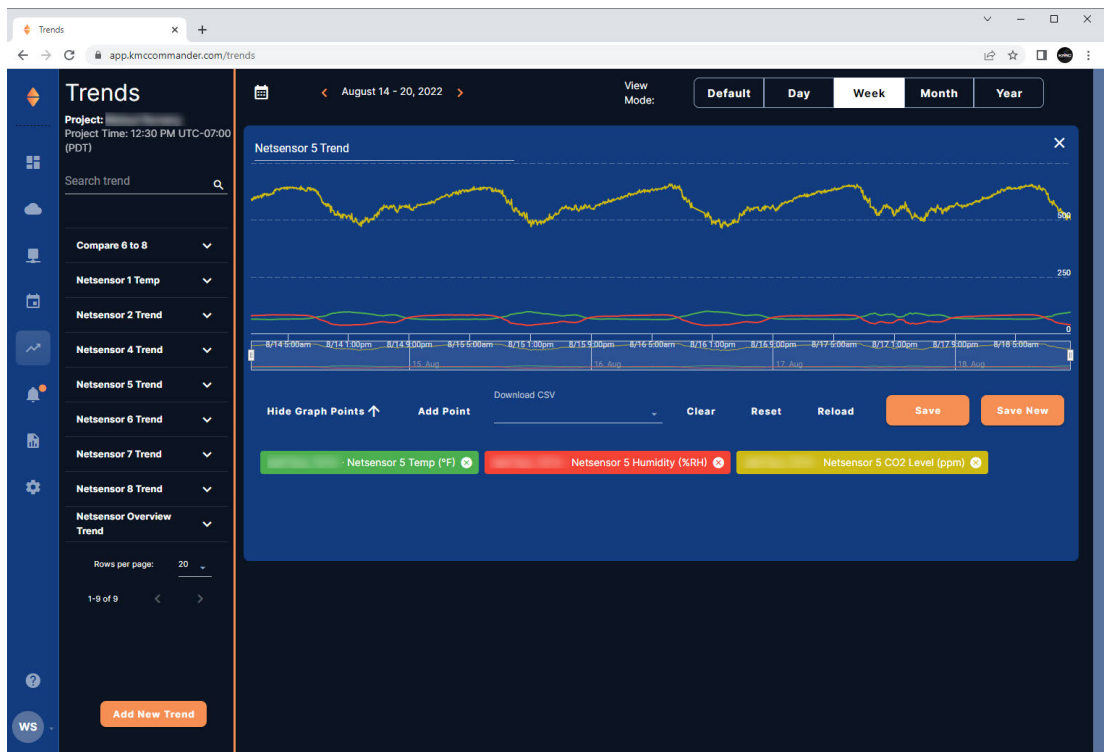 Trends
app.kmccommander.com/trends
Trends
Project:
Project Time: 12:30 PM UTC-07:00
(PDT)
Search trend
Compare 6 to 8
Netsensor 1 Temp
Netsensor 2 Trend
Netsensor 4 Trend
Netsensor 5 Trend
Netsensor 6 Trend
Netsensor 7 Trend
Netsensor 8 Trend
Netsensor Overview
Trend
Rows per page: 20
1-9 of 9
Add New Trend
WS
August 14 - 20, 2022
View
Mode:
Default Day Week Month Year
Netsensor 5 Trend
500
250
0
8/14 5:00am 8/14 1:00pm 8/14 9:00pm 8/15 5:00am 8/15 1:00pm 8/15 9:00pm 8/16 5:00am 8/16 1:00pm 8/16 9:00pm 8/17 5:00am 8/17 1:00pm 8/17 9:00pm 8/18 5:00am
15. Aug 16. Aug 17. Aug 18. Aug
Download CSV
Hide Graph Points Add Point Clear Reset Reload Save Save New
Netsensor 5 Temp (°F) Netsensor 5 Humidity (%RH) Netsensor 5 CO2 Level (ppm)